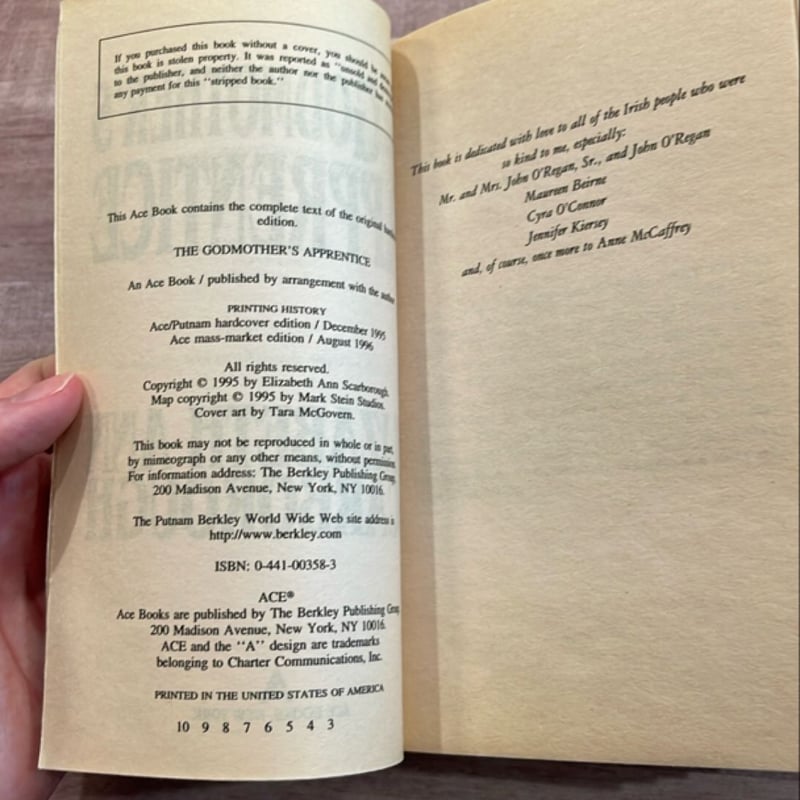 If you purchased this book without a cover, you should be
this book is stolen property. It was reported as "unsold and
to the publisher, and neither the author nor the publisher has
any payment for this "stripped book."
This Ace Book contains the complete text of the original
edition.
THE GODMOTHER'S APPRENTICE
An Ace Book / published by arrangement with the author
PRINTING HISTORY
Ace/Putnam hardcover edition / December 1995
Ace mass-market edition / August 1996
All rights reserved.
Copyright © 1995 by Elizabeth Ann Scarborough.
Map copyright © 1995 by Mark Stein Studios.
Cover art by Tara McGovern.
This book may not be reproduced in whole or in part,
by mimeograph or any other means, without permission.
For information address: The Berkley Publishing Group,
200 Madison Avenue, New York, NY 10016.
The Putnam Berkley World Wide Web site address is
http://www.berkley.com
ISBN: 0-441-00358-3
ACE®
Ace Books are published by The Berkley Publishing Group,
200 Madison Avenue, New York, NY 10016.
ACE and the "A" design are trademarks
belonging to Charter Communications, Inc.
PRINTED IN THE UNITED STATES OF AMERICA
10 9 8 7 6 5 4 3
This book is dedicated with love to all of the Irish people who were
so kind to me, especially:
Mr. and Mrs. John O'Regan, Sr., and John O'Regan
Maureen Beirne
Cyra O'Connor
Jennifer Kiersey
and, of course, once more to Anne McCaffrey